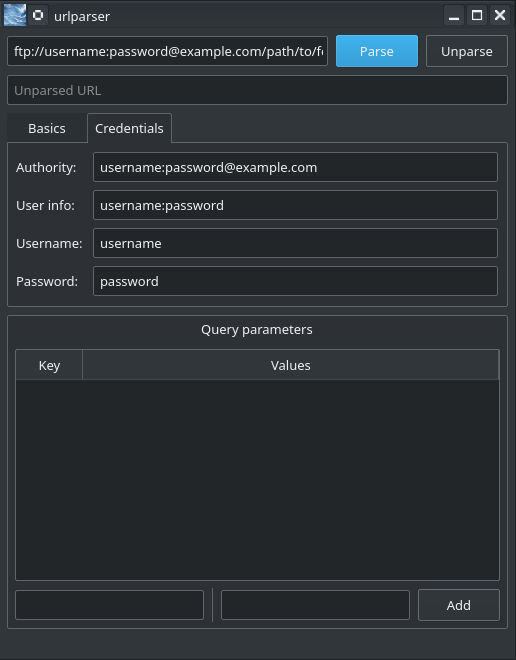 urlparser
ftp://username:password@example.com/path/to/f
Parse
Unparse
Unparsed URL
Basics
Credentials
Authority: username:password@example.com
User info: username:password
Username: username
Password: password
Query parameters
Key
Values
Add